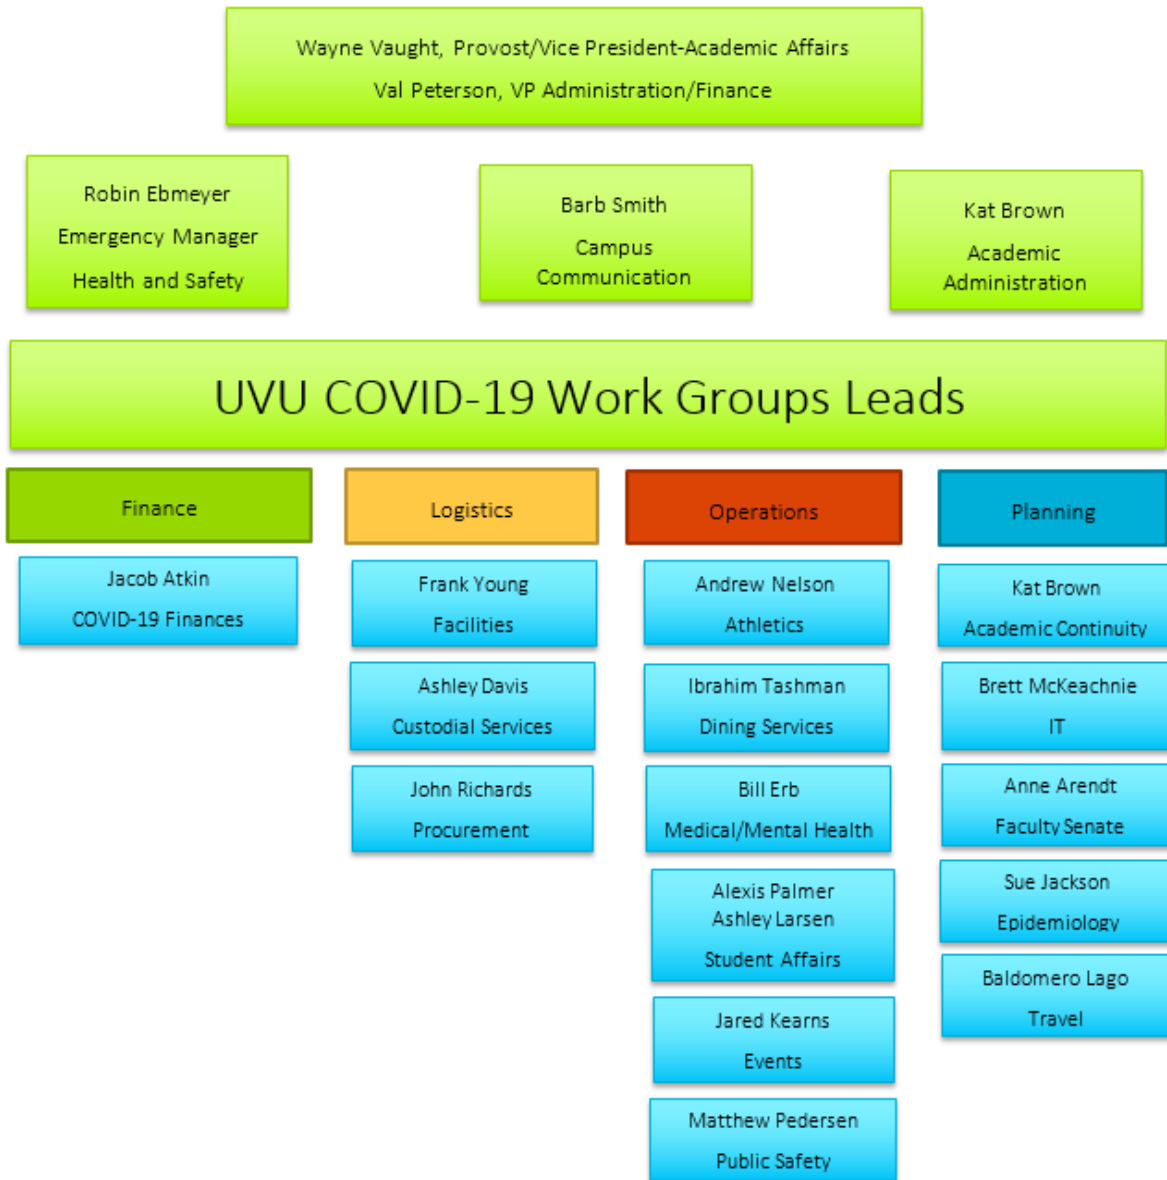 Wayne Vaught, Provost/Vice President-Academic Affairs
Val Peterson, VP Administration/Finance
Robin Ebmeyer
Emergency Manager
Health and Safety
Barb Smith
Campus
Communication
Kat Brown
Academic
Administration
UVU COVID-19 Work Groups Leads
Finance
Jacob Atkin
COVID-19 Finances
Logistics
Frank Young
Facilities
Ashley Davis
Custodial Services
John Richards
Procurement
Operations
Andrew Nelson
Athletics
Ibrahim Tashman
Dining Services
Bill Erb
Medical/Mental Health
Alexis Palmer
Ashley Larsen
Student Affairs
Jared Kearns
Events
Matthew Pedersen
Public Safety
Planning
Kat Brown
Academic Continuity
Brett McKeachnie
IT
Anne Arendt
Faculty Senate
Sue Jackson
Epidemiology
Baldomero Lago
Travel